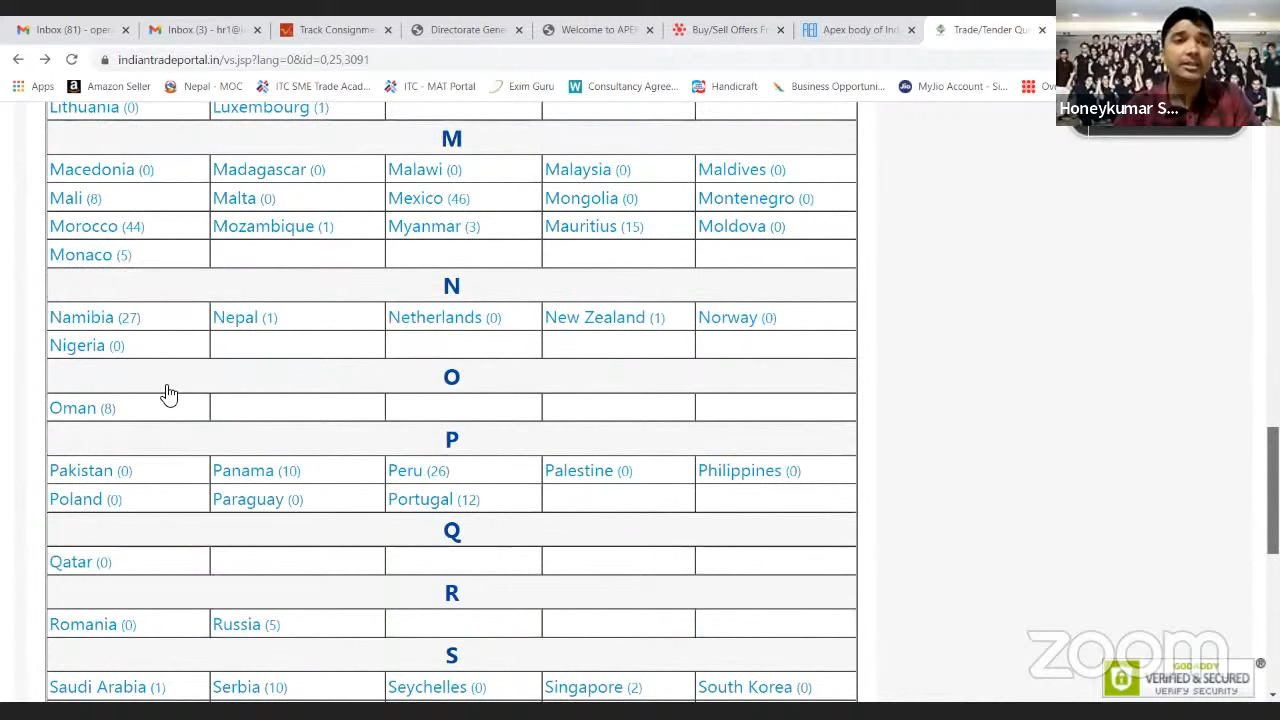 Inbox (81) - oper
Inbox (3) - hr1@k
Track Consignme
Directorate Gene
Welcome to APE
Buy/Sell Offers F
Apex body of Ind
Trade/Tender Qu
indiantradeportal.in/vs.jsp?lang=0&id=0,25,3091
Apps
Amazon Seller
Nepal - MOC
ITC SME Trade Acad...
ITC - MAT Portal
Exim Guru
Consultancy Agree...
Handicraft
Business Opportuni...
MyJio Account - Si...
Ov
Honeykumar S...
Lithuania (0) Luxembourg (1)
M
Macedonia (0) Madagascar (0) Malawi (0) Malaysia (0) Maldives (0)
Mali (8) Malta (0) Mexico (46) Mongolia (0) Montenegro (0)
Morocco (44) Mozambique (1) Myanmar (3) Mauritius (15) Moldova (0)
Monaco (5)
N
Namibia (27) Nepal (1) Netherlands (0) New Zealand (1) Norway (0)
Nigeria (0)
O
Oman (8)
P
Pakistan (0) Panama (10) Peru (26) Palestine (0) Philippines (0)
Poland (0) Paraguay (0) Portugal (12)
Q
Qatar (0)
R
Romania (0) Russia (5)
S
Saudi Arabia (1) Serbia (10) Seychelles (0) Singapore (2) South Korea (0)
zoom
GODADDY
VERIFIED & SECURED
VERIFY SECURITY